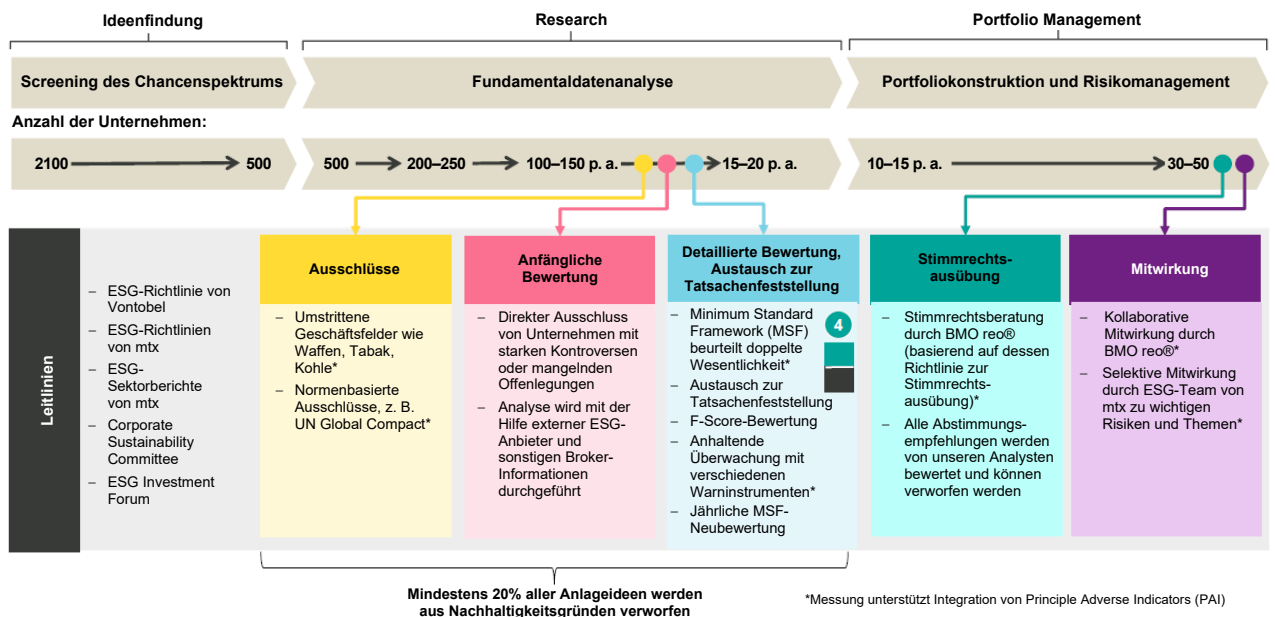 Ideenfindung
Research
Portfolio Management
Screening des Chancenspektrums
Fundamentaldatenanalyse
Portfoliokonstruktion und Risikomanagement
Anzahl der Unternehmen:
2100
500
500
200–250
100–150 p. a.
15–20 p. a.
10–15 p. a.
30–50
Leitlinien
– ESG-Richtlinie von
Vontobel
– ESG-Richtlinien
von mtx
– ESG-
Sektorberichte
von mtx
– Corporate
Sustainability
Committee
– ESG Investment
Forum
Ausschlüsse
– Umstrittene
Geschäftsfelder wie
Waffen, Tabak,
Kohle*
– Normenbasierte
Ausschlüsse, z. B.
UN Global Compact*
Anfängliche
Bewertung
– Direkter Ausschluss
von Unternehmen mit
starken Kontroversen
oder mangelnden
Offenlegungen
– Analyse wird mit der
Hilfe externer ESG-
Anbieter und
sonstigen Broker-
Informationen
durchgeführt
Detaillierte Bewertung,
Austausch zur
Tatsachenfeststellung
– Minimum Standard
Framework (MSF)
beurteilt doppelte
Wesentlichkeit*
4
– Austausch zur
Tatsachenfeststellung
– F-Score-Bewertung
– Anhaltende
Überwachung mit
verschiedenen
Warninstrumenten*
– Jährliche MSF-
Neubewertung
Stimmrechts-
ausübung
– Stimmrechtsberatung
durch BMO reo®
(basierend auf dessen
Richtlinie zur
Stimmrechts-
ausübung)*
– Alle Abstimmungs-
empfehlungen werden
von unseren Analysten
bewertet und können
verworfen werden
Mitwirkung
– Kollaborative
Mitwirkung durch
BMO reo®*
– Selektive Mitwirkung
durch ESG-Team von
mtx zu wichtigen
Risiken und Themen*
Mindestens 20% aller Anlageideen werden
aus Nachhaltigkeitsgründen verworfen
*Messung unterstützt Integration von Principle Adverse Indicators (PAI)